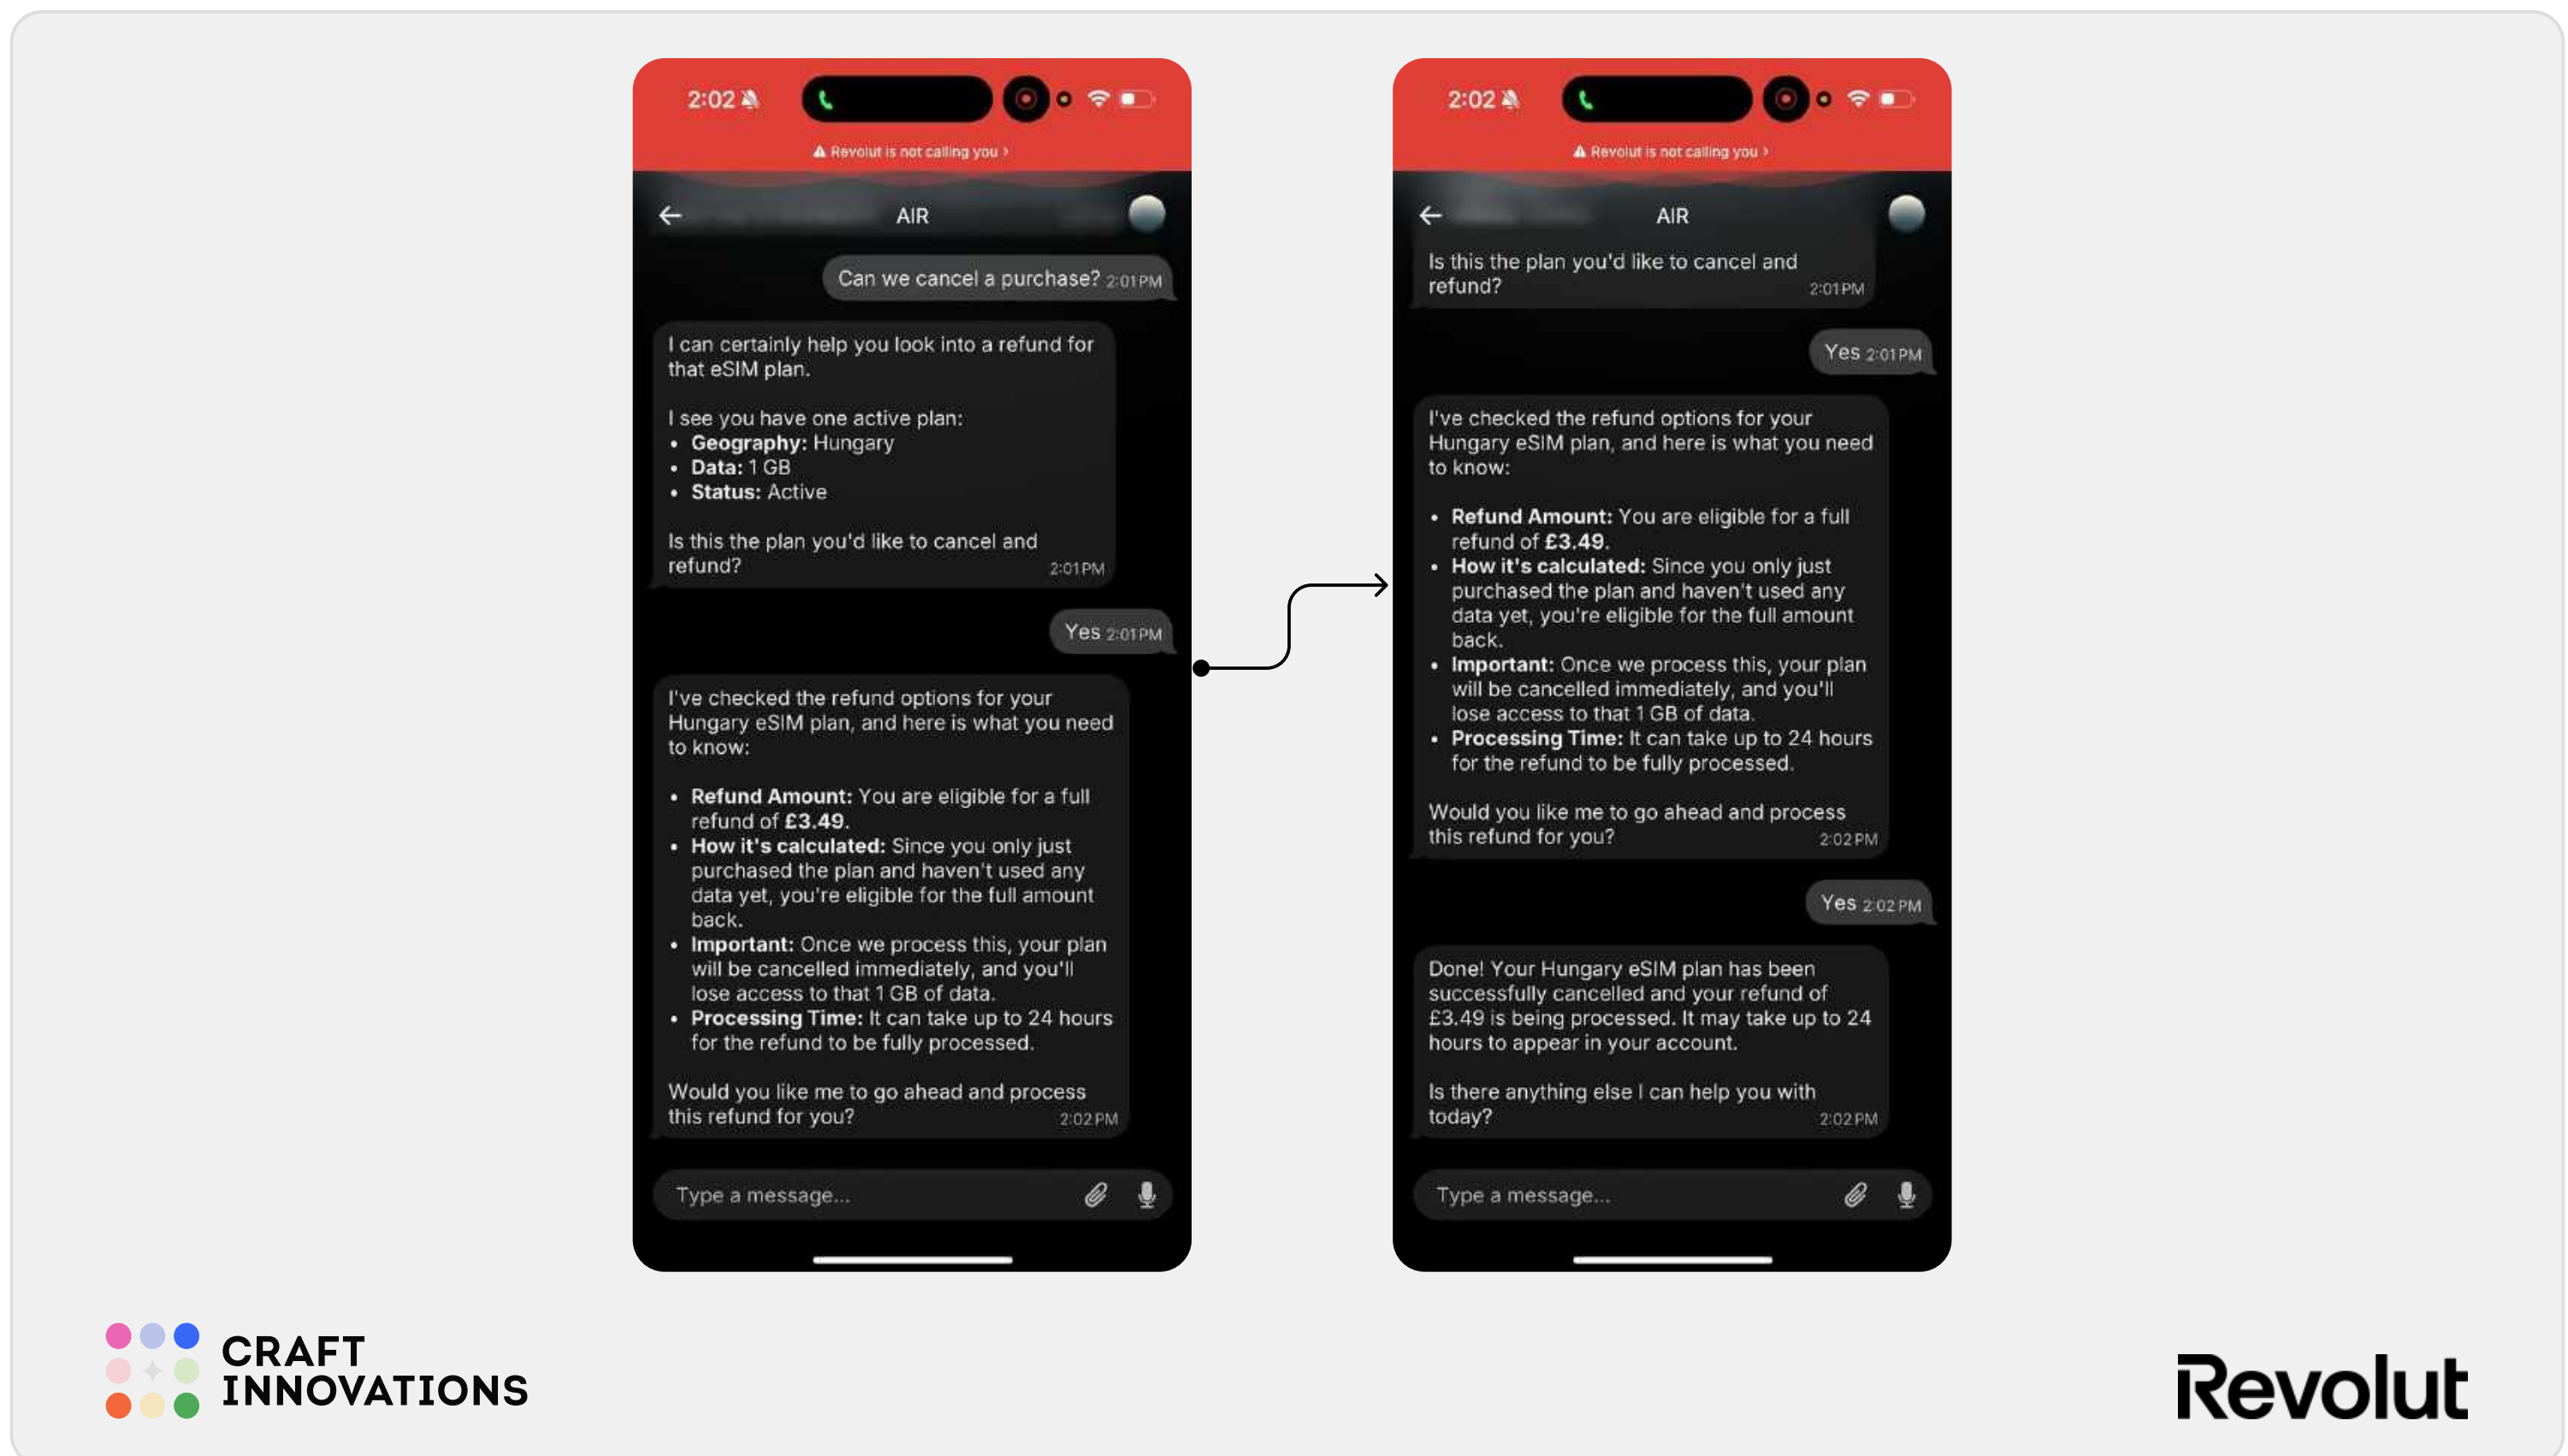 2:02
Revolut is not calling you >
AIR
Can we cancel a purchase? 2:01 PM
I can certainly help you look into a refund for
that eSIM plan.
I see you have one active plan:
• Geography: Hungary
• Data: 1 GB
• Status: Active
Is this the plan you'd like to cancel and
refund? 2:01 PM
Yes 2:01 PM
I've checked the refund options for your
Hungary eSIM plan, and here is what you need
to know:
• Refund Amount: You are eligible for a full
refund of £3.49.
• How it's calculated: Since you only just
purchased the plan and haven't used any
data yet, you're eligible for the full amount
back.
• Important: Once we process this, your plan
will be cancelled immediately, and you'll
lose access to that 1 GB of data.
• Processing Time: It can take up to 24 hours
for the refund to be fully processed.
Would you like me to go ahead and process
this refund for you? 2:02 PM
Type a message...
2:02
Revolut is not calling you >
AIR
Is this the plan you'd like to cancel and
refund? 2:01 PM
Yes 2:01 PM
I've checked the refund options for your
Hungary eSIM plan, and here is what you need
to know:
• Refund Amount: You are eligible for a full
refund of £3.49.
• How it's calculated: Since you only just
purchased the plan and haven't used any
data yet, you're eligible for the full amount
back.
• Important: Once we process this, your plan
will be cancelled immediately, and you'll
lose access to that 1 GB of data.
• Processing Time: It can take up to 24 hours
for the refund to be fully processed.
Would you like me to go ahead and process
this refund for you? 2:02 PM
Yes 2:02 PM
Done! Your Hungary eSIM plan has been
successfully cancelled and your refund of
£3.49 is being processed. It may take up to 24
hours to appear in your account.
Is there anything else I can help you with
today? 2:02 PM
Type a message...
CRAFT
INNOVATIONS
Revolut